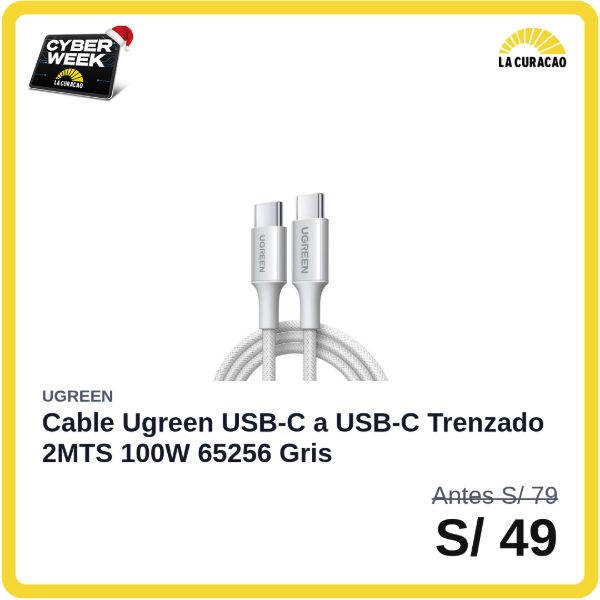 CYBER
WEEK
LA CURACAO
LA CURACAO
UGREEN
UGREEN
UGREEN
Cable Ugreen USB-C a USB-C Trenzado
2MTS 100W 65256 Gris
Antes S/ 79
S/ 49